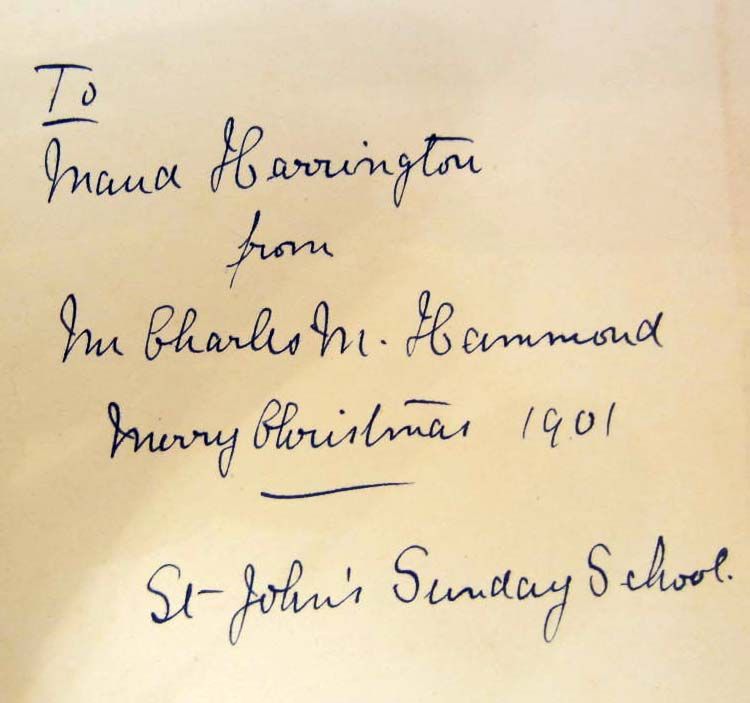 To
Maud Harrington
from
Mr Charles M. Hammond
Merry Christmas 1901
St John's Sunday School.